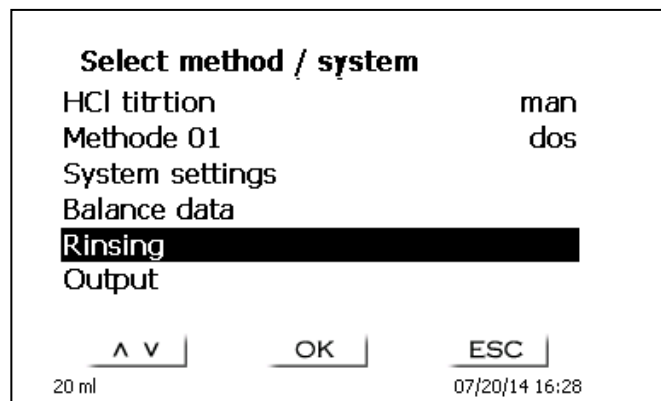 Select method / system
HCl titrtion man
Methode 01 dos
System settings
Balance data
Rinsing
Output
∧ ∨ OK ESC
20 ml 07/20/14 16:28